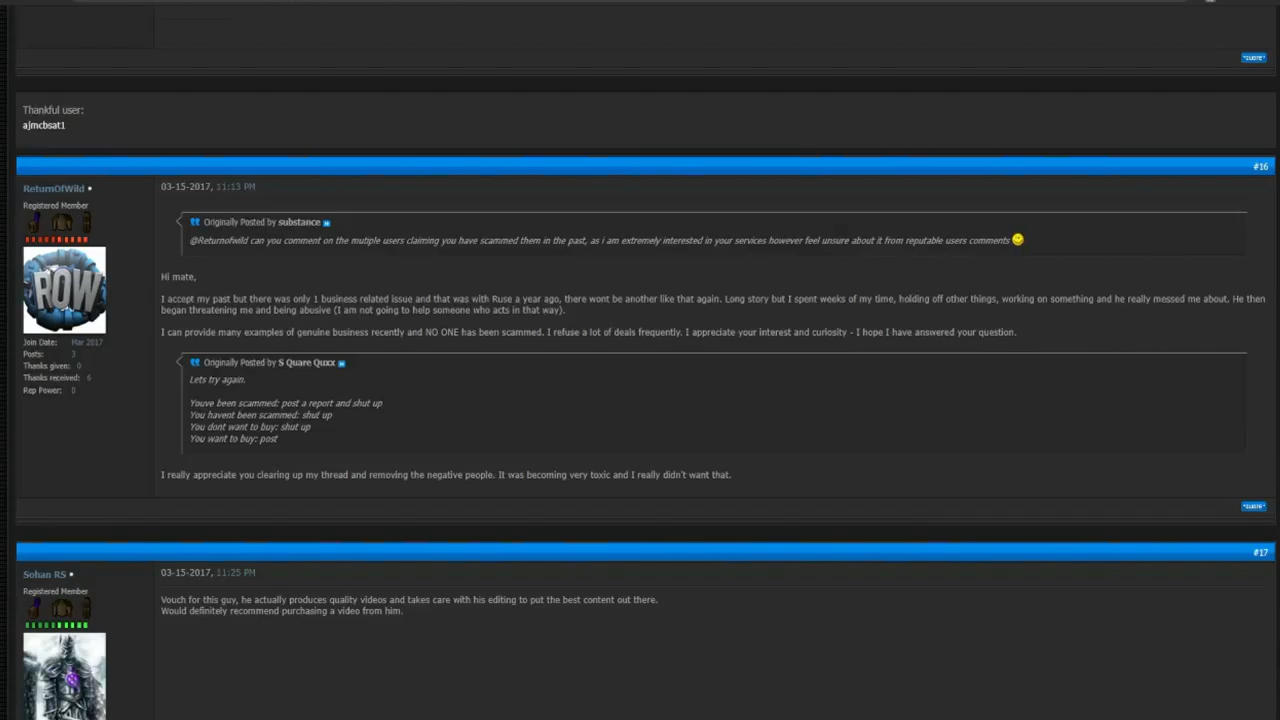 "QUOTE"
Thankful user:
ajmcbsat1
#16
ReturnOfWild
Registered Member
ROW
Join Date: Mar 2017
Posts: 3
Thanks given: 0
Thanks received: 6
Rep Power: 0
03-15-2017, 11:13 PM
Originally Posted by substance
@Returnofwild can you comment on the mutiple users claiming you have scammed them in the past, as i am extremely interested in your services however feel unsure about it from reputable users comments
Hi mate,
I accept my past but there was only 1 business related issue and that was with Ruse a year ago, there wont be another like that again. Long story but I spent weeks of my time, holding off other things, working on something and he really messed me about. He then
began threatening me and being abusive (I am not going to help someone who acts in that way).
I can provide many examples of genuine business recently and NO ONE has been scammed. I refuse a lot of deals frequently. I appreciate your interest and curiosity - I hope I have answered your question.
Originally Posted by S Quare Quxx
Lets try again.
Youve been scammed: post a report and shut up
You havent been scammed: shut up
You dont want to buy: shut up
You want to buy: post
I really appreciate you clearing up my thread and removing the negative people. It was becoming very toxic and I really didn't want that.
"QUOTE"
#17
Sohan RS
Registered Member
03-15-2017, 11:25 PM
Vouch for this guy, he actually produces quality videos and takes care with his editing to put the best content out there.
Would definitely recommend purchasing a video from him.